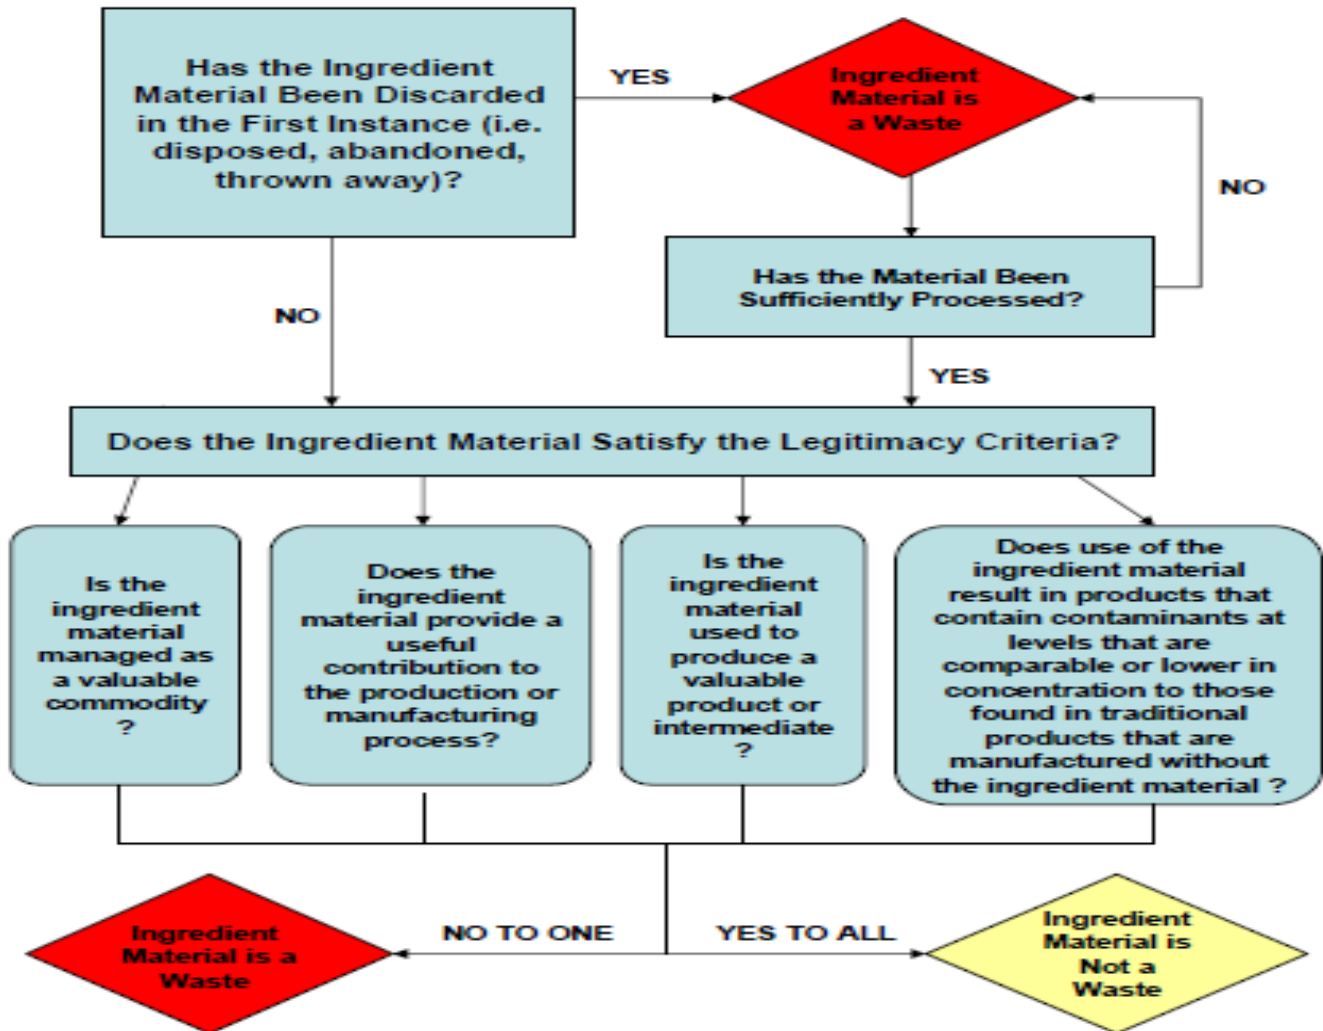 Has the Ingredient
Material Been Discarded
in the First Instance (i.e.
disposed, abandoned,
thrown away)?
YES
Ingredient
Material is
a Waste
NO
Has the Material Been
Sufficiently Processed?
NO
YES
Does the Ingredient Material Satisfy the Legitimacy Criteria?
Is the
ingredient
material
managed as
a valuable
commodity
?
Does the
ingredient
material provide a
useful
contribution to
the production or
manufacturing
process?
Is the
ingredient
material
used to
produce a
valuable
product or
intermediate
?
Does use of the
ingredient material
result in products that
contain contaminants at
levels that are
comparable or lower in
concentration to those
found in traditional
products that are
manufactured without
the ingredient material ?
Ingredient
Material is a
Waste
NO TO ONE
YES TO ALL
Ingredient
Material is
Not a
Waste